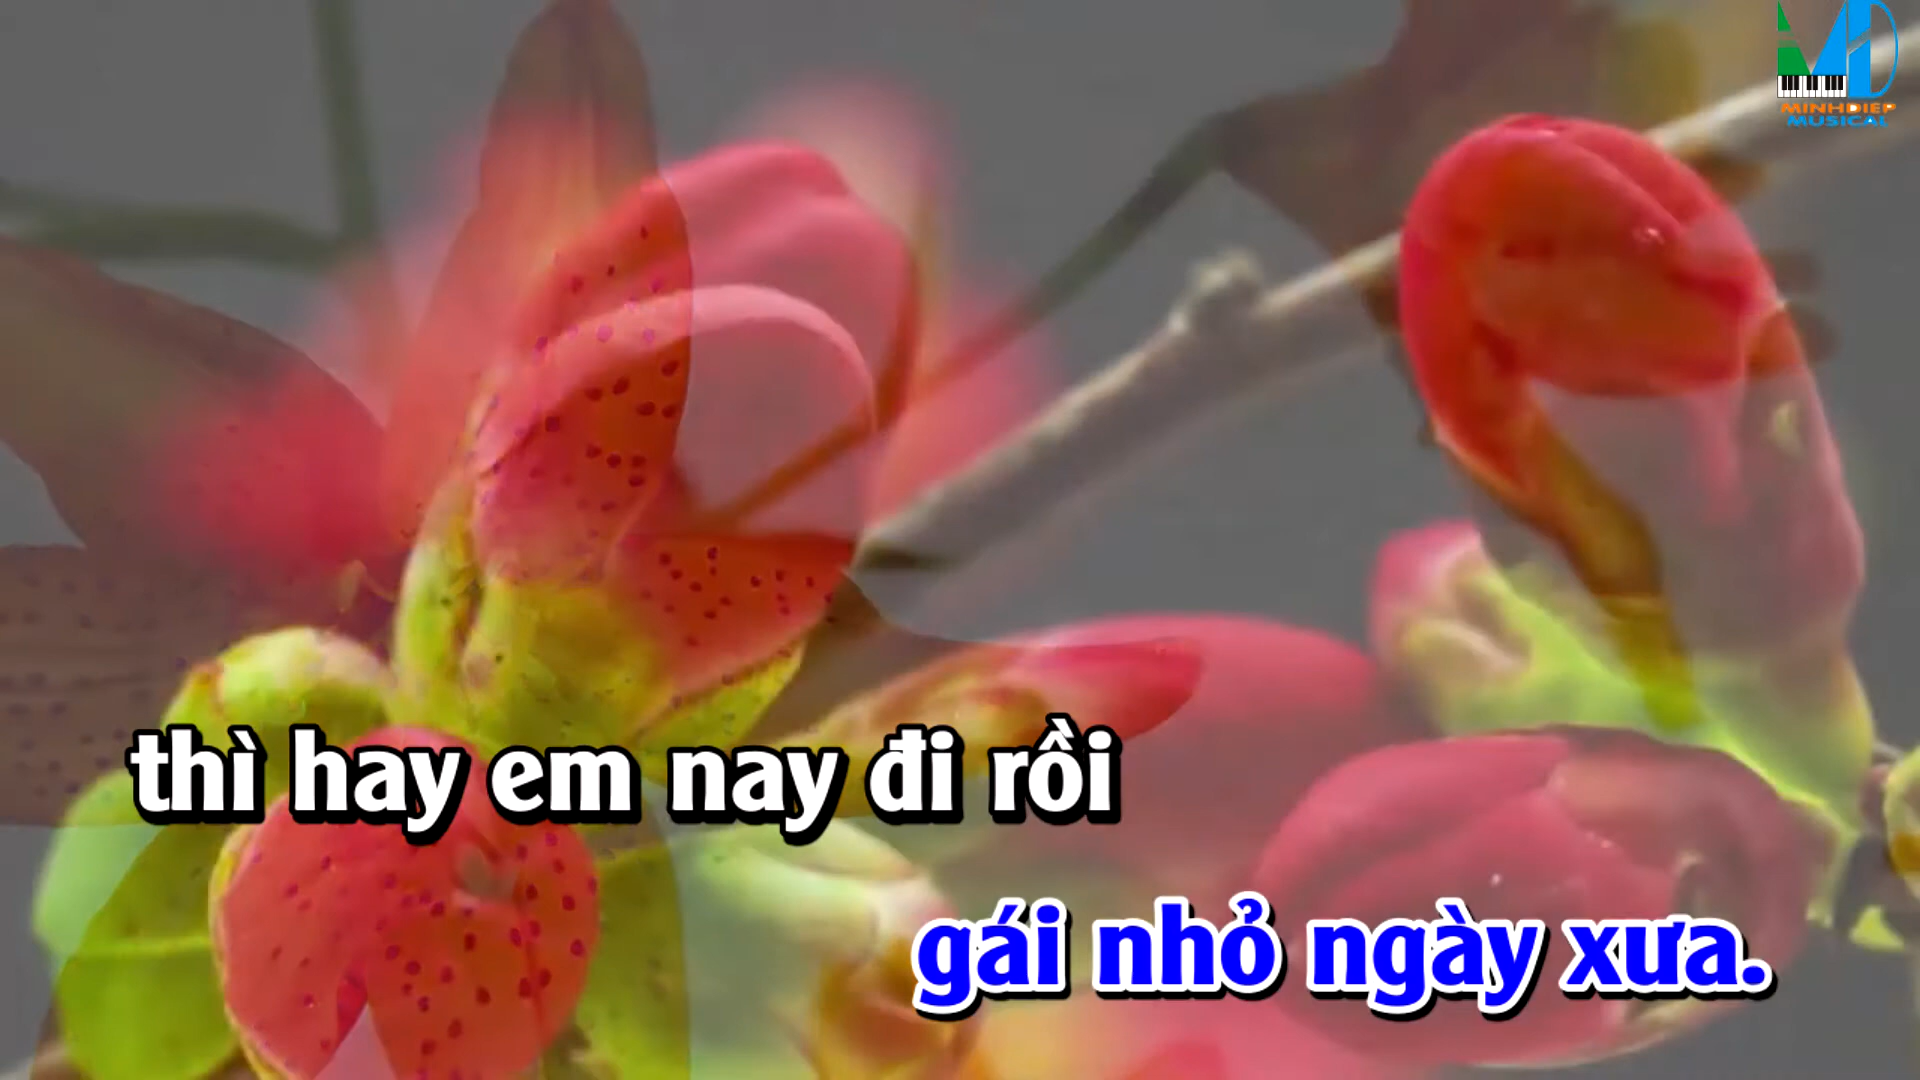 MINHDIEP
MUSICAL
thì hay em nay đi rồi
gái nhỏ ngày xưa.